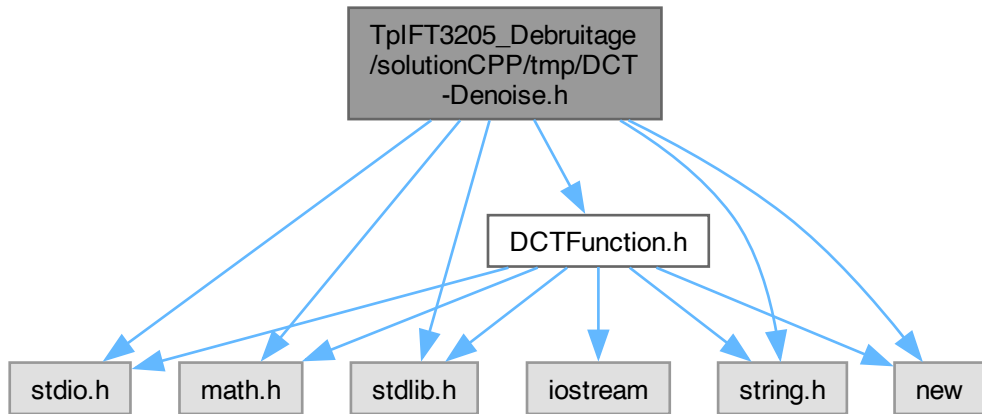 TpIFT3205_Debruitage
/solutionCPP/tmp/DCT
-Denoise.h
DCTFunction.h
stdio.h
math.h
stdlib.h
iostream
string.h
new